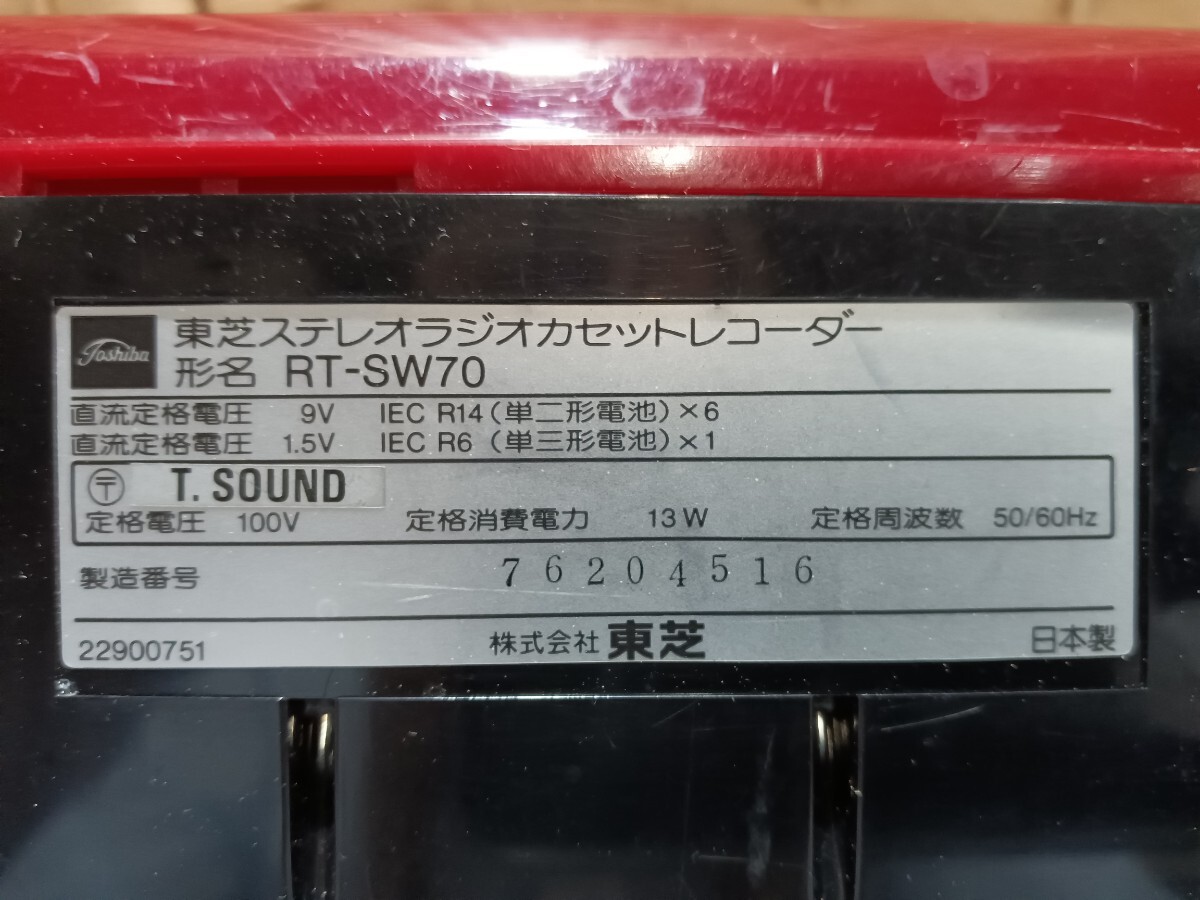 Toshiba 東芝ステレオラジオカセットレコーダー
形名 RT-SW70
直流定格電圧 9V IEC R14(単二形電池)×6
直流定格電圧 1.5V IEC R6 (単三形電池)×1
〒 T. SOUND
定格電圧 100V 定格消費電力 13W 定格周波数 50/60Hz
製造番号 76204516
22900751 株式会社 東芝 日本製